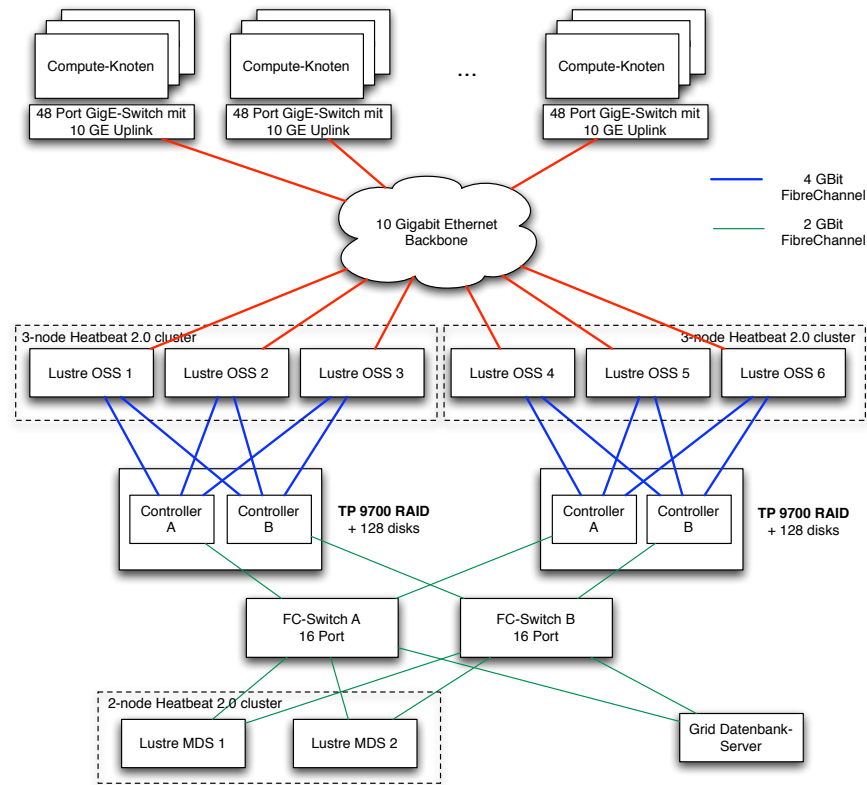 Compute-Knoten
Compute-Knoten
...
Compute-Knoten
48 Port GigE-Switch mit
10 GE Uplink
48 Port GigE-Switch mit
10 GE Uplink
48 Port GigE-Switch mit
10 GE Uplink
4 GBit
FibreChannel
2 GBit
FibreChannel
10 Gigabit Ethernet
Backbone
3-node Heatbeat 2.0 cluster
3-node Heatbeat 2.0 cluster
Lustre OSS 1
Lustre OSS 2
Lustre OSS 3
Lustre OSS 4
Lustre OSS 5
Lustre OSS 6
Controller
A
Controller
B
TP 9700 RAID
+ 128 disks
Controller
A
Controller
B
TP 9700 RAID
+ 128 disks
FC-Switch A
16 Port
FC-Switch B
16 Port
2-node Heatbeat 2.0 cluster
Lustre MDS 1
Lustre MDS 2
Grid Datenbank-
Server